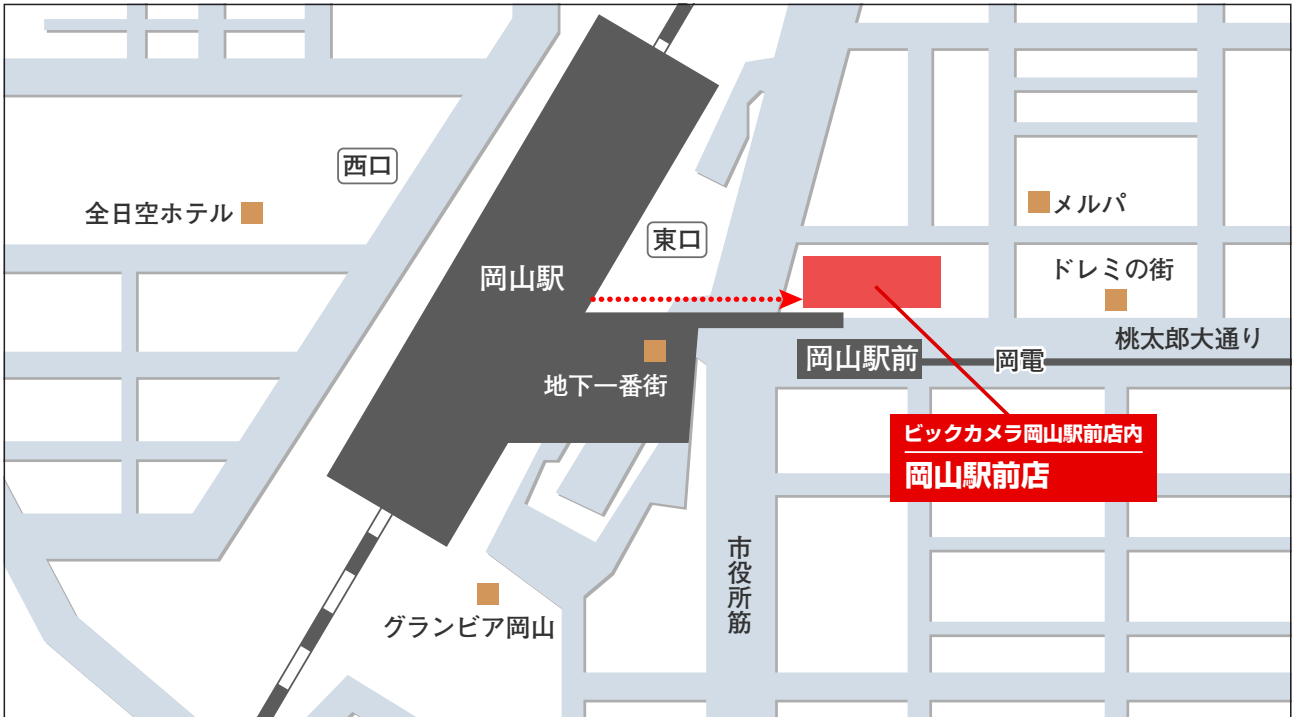 西口
全日空ホテル
メルパ
東口
岡山駅
ドレミの街
桃太郎大通り
岡山駅前
岡電
地下一番街
ビックカメラ岡山駅前店内
岡山駅前店
市役所筋
グランビア岡山